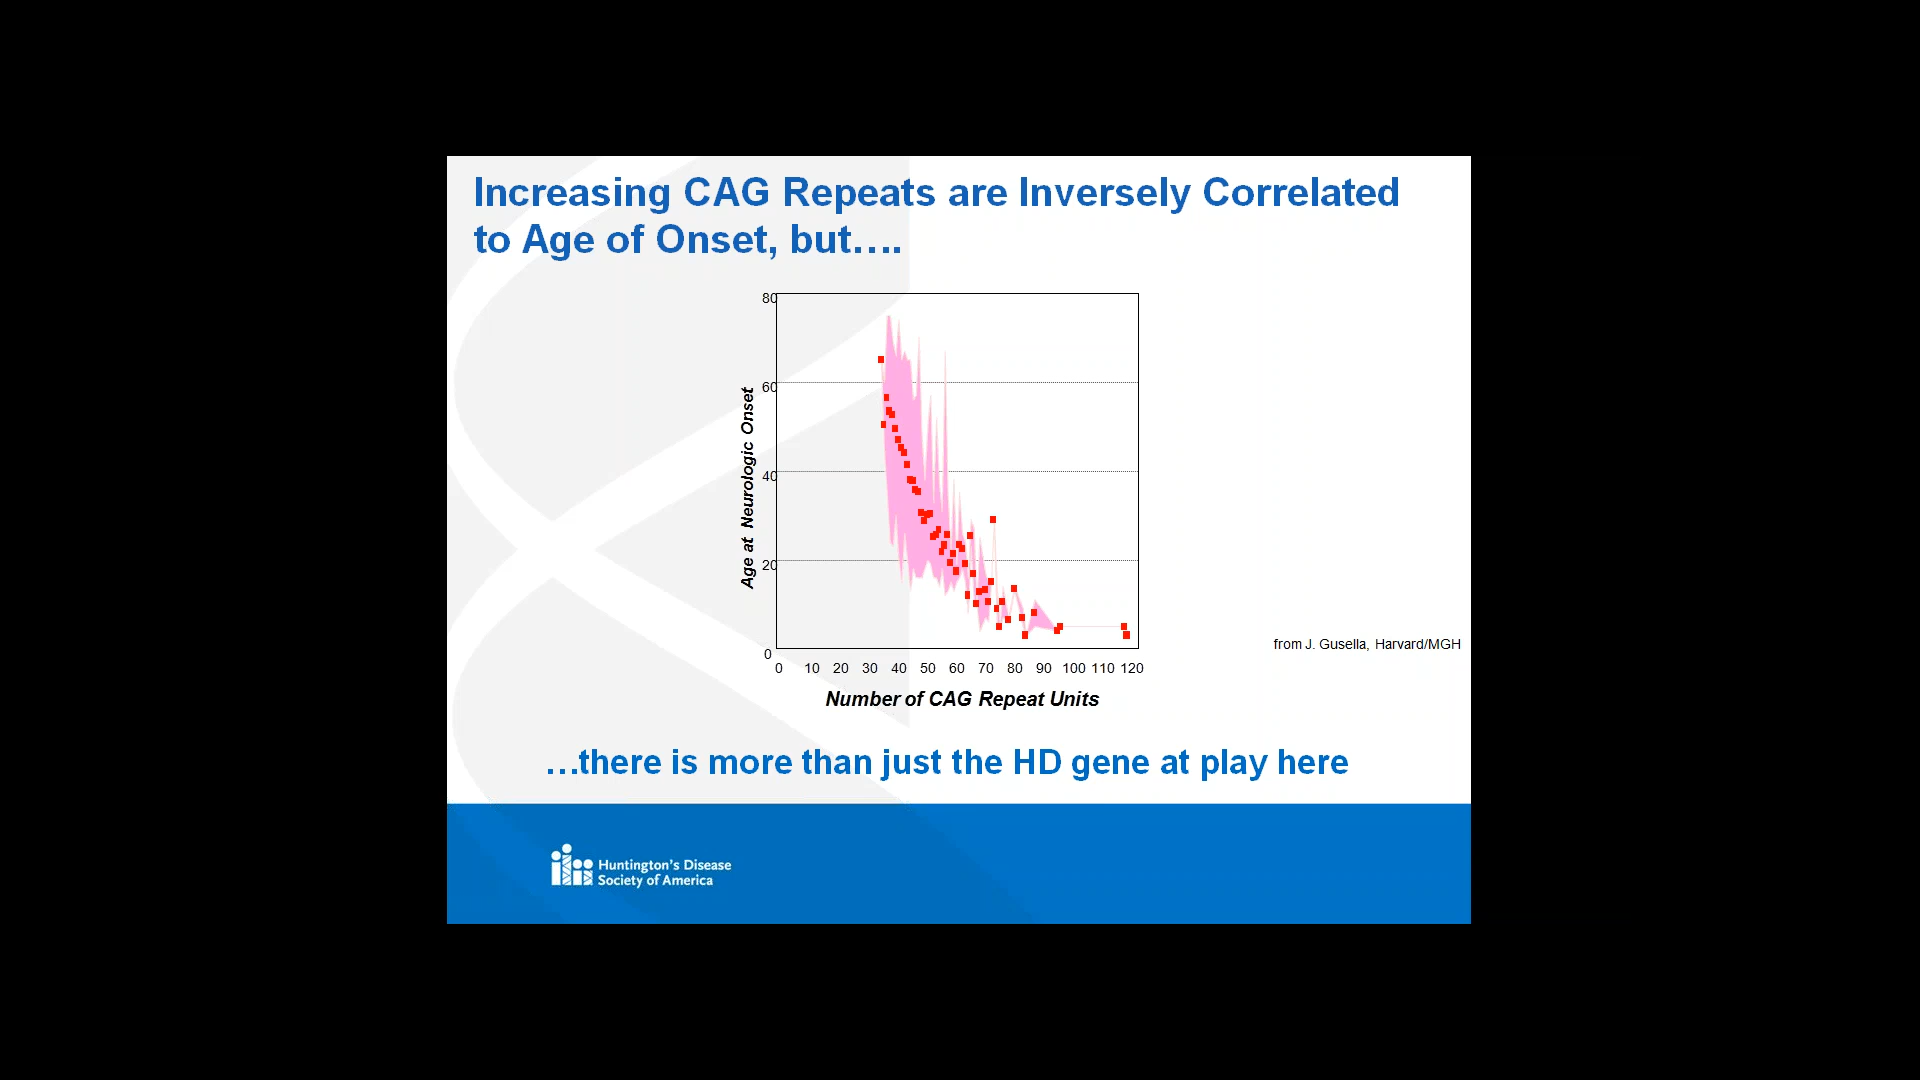 Increasing CAG Repeats are Inversely Correlated
to Age of Onset, but….
80
60
40
20
0
Age at Neurologic Onset
0 10 20 30 40 50 60 70 80 90 100 110 120
Number of CAG Repeat Units
from J. Gusella, Harvard/MGH
…there is more than just the HD gene at play here
Huntington's Disease
Society of America